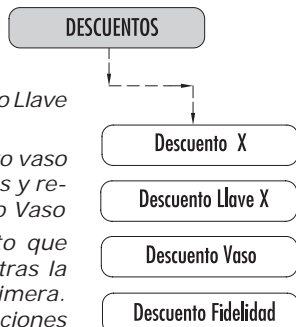 DESCUENTOS
o Llave
o vaso
s y re-
o Vaso
to que
tras la
imera.
ciones
Descuento X
Descuento Llave X
Descuento Vaso
Descuento Fidelidad